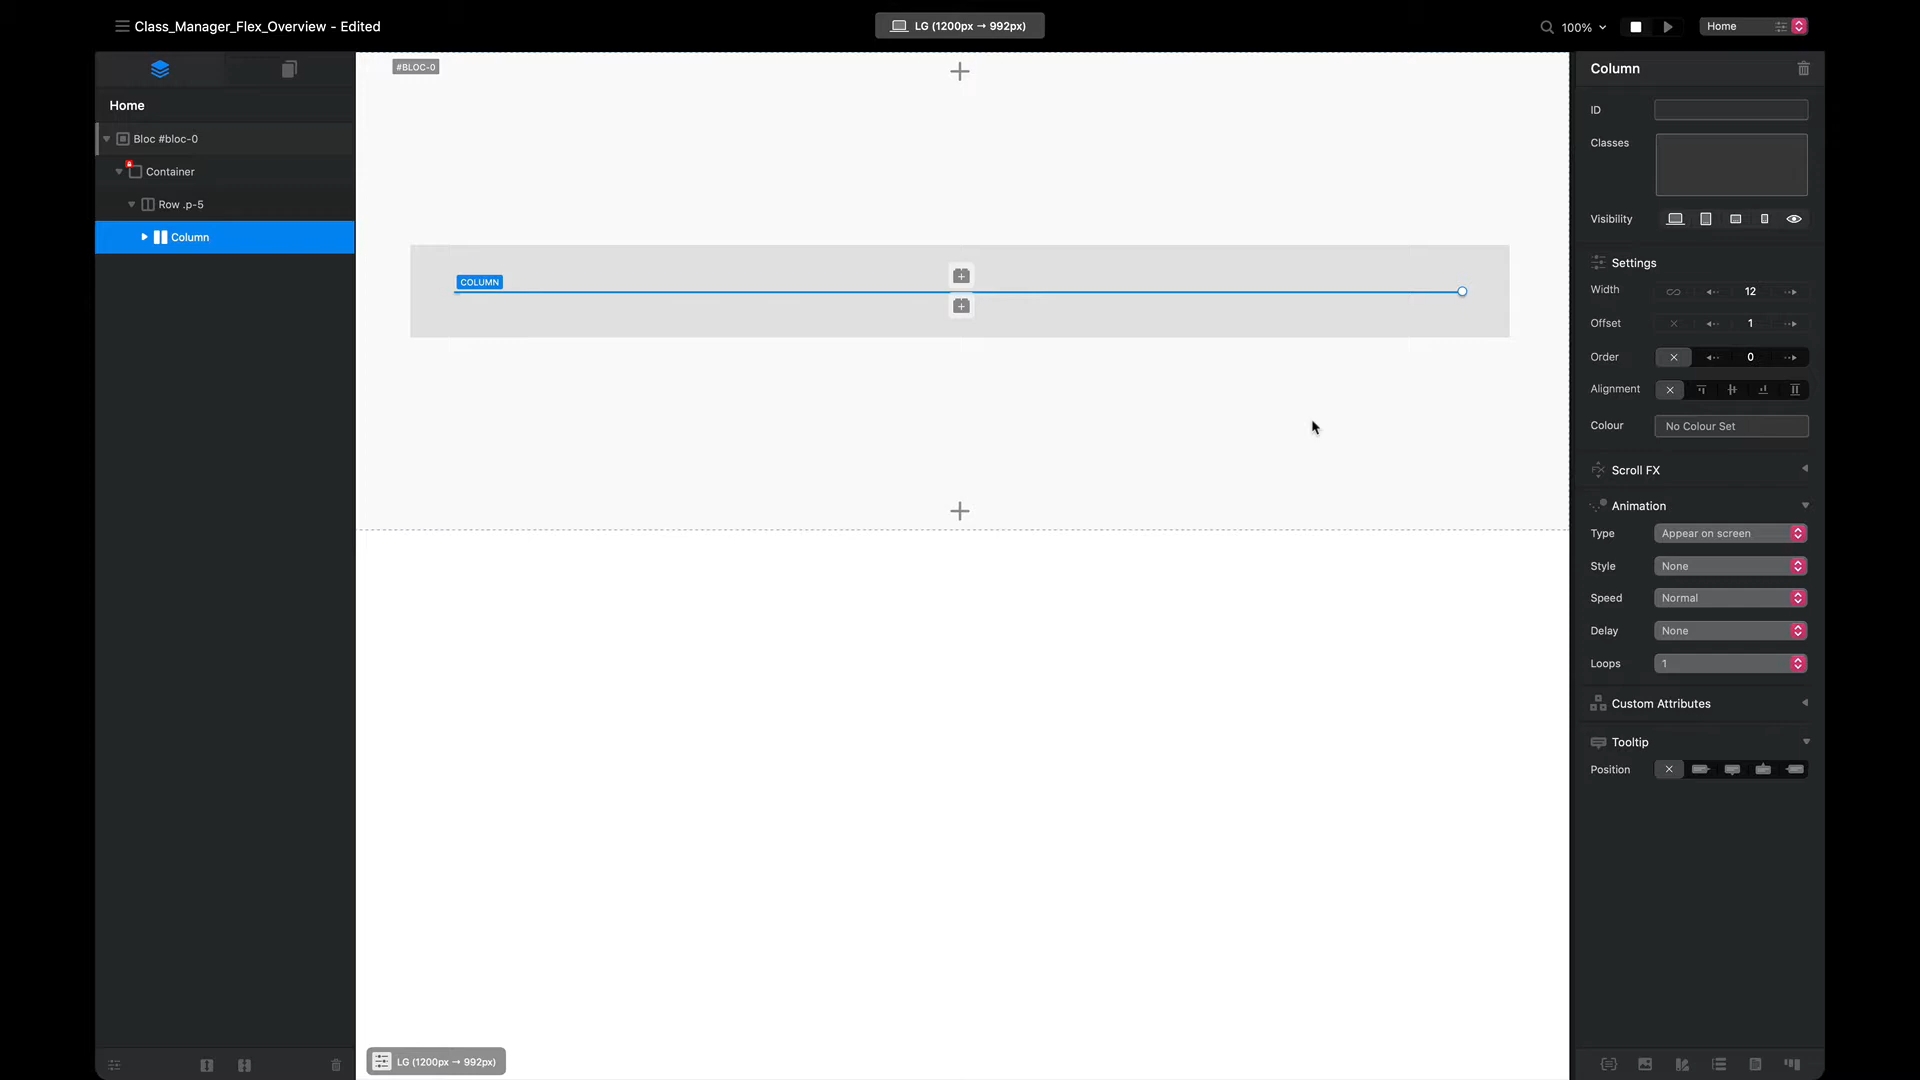 Class_Manager_Flex_Overview - Edited
LG (1200px → 992px)
100%
Home
Home
Bloc #bloc-0
Container
Row .p-5
Column
#BLOC-0
COLUMN
LG (1200px → 992px)
Column
ID
Classes
Visibility
Settings
Width 12
Offset 1
Order 0
Alignment
Colour No Colour Set
Scroll FX
Animation
Type Appear on screen
Style None
Speed Normal
Delay None
Loops 1
Custom Attributes
Tooltip
Position